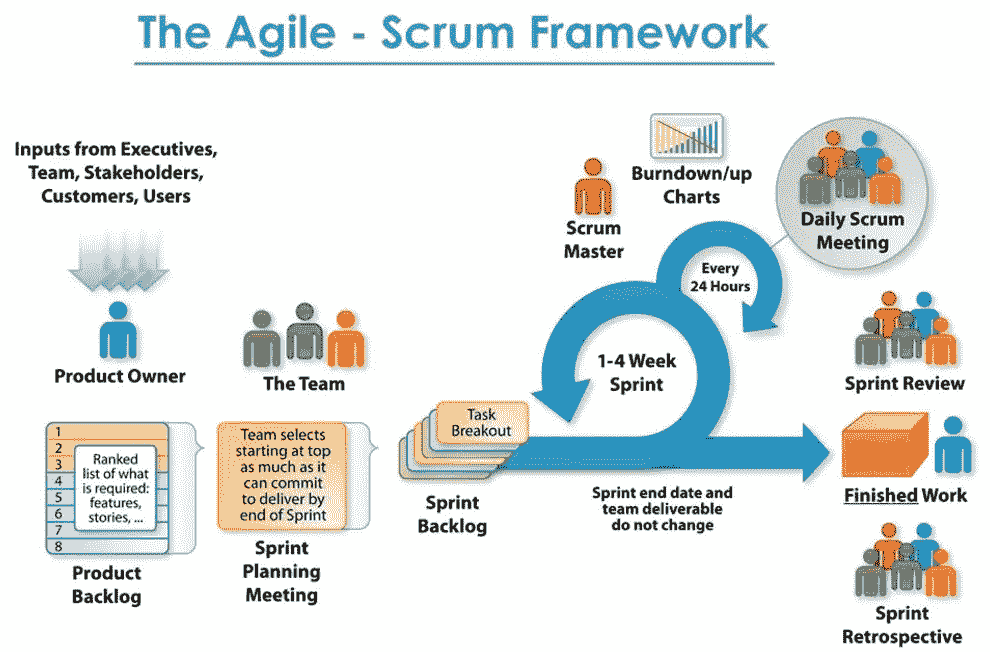 The Agile - Scrum Framework
Inputs from Executives,
Team, Stakeholders,
Customers, Users
Product Owner
The Team
1
2
3
4
5
6
7
8
Ranked
list of what
is required:
features,
stories, ...
Product
Backlog
Team selects
starting at top
as much as it
can commit
to deliver by
end of Sprint
Sprint
Planning
Meeting
Task
Breakout
Sprint
Backlog
Scrum
Master
Burndown/up
Charts
Every
24 Hours
1-4 Week
Sprint
Daily Scrum
Meeting
Sprint end date and
team deliverable
do not change
Sprint Review
Finished Work
Sprint
Retrospective